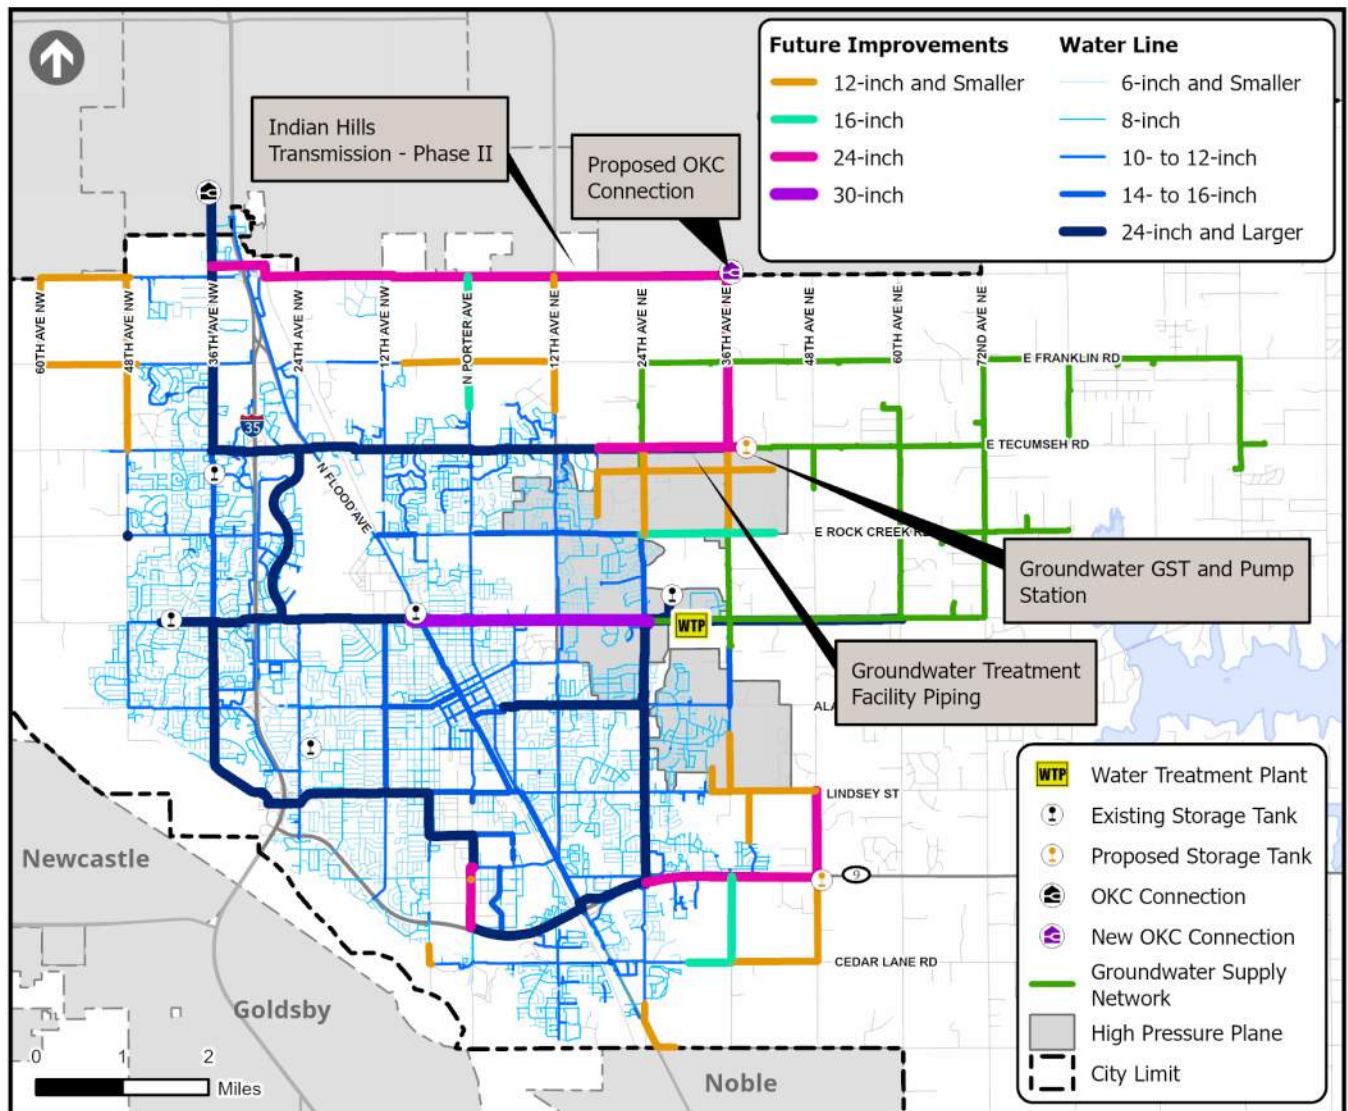 Future Improvements
12-inch and Smaller
16-inch
24-inch
30-inch
Water Line
6-inch and Smaller
8-inch
10- to 12-inch
14- to 16-inch
24-inch and Larger
Indian Hills
Transmission - Phase II
Proposed OKC
Connection
60TH AVE NW
48TH AVE NW
36TH AVE NW
24TH AVE NW
12TH AVE NW
N PORTER AVE
12TH AVE NE
24TH AVE NE
36TH AVE NE
48TH AVE NE
60TH AVE NE
72ND AVE NE
E FRANKLIN RD
35
N FLOOD AVE
E TECUMSEH RD
E ROCK CREEK RD
Groundwater GST and Pump
Station
WTP
Groundwater Treatment
Facility Piping
LINDSEY ST
9
CEDAR LANE RD
Newcastle
Goldsby
Noble
0 1 2
Miles
WTP Water Treatment Plant
Existing Storage Tank
Proposed Storage Tank
OKC Connection
New OKC Connection
Groundwater Supply
Network
High Pressure Plane
City Limit